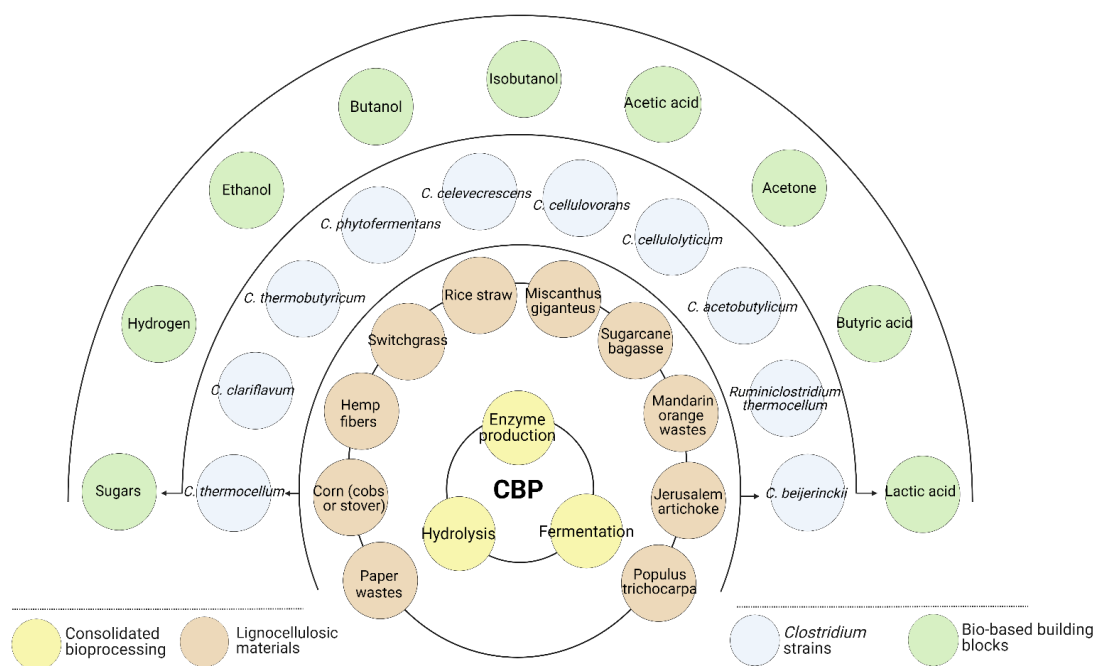 Isobutanol
Butanol
Acetic acid
Ethanol
Acetone
Hydrogen
Butyric acid
Sugars
Lactic acid
C. celevecrescens
C. cellulovorans
C. phytofermentans
C. cellulolyticum
C. thermobutyricum
C. acetobutylicum
C. clariflavum
Ruminiclostridium
thermocellum
C. thermocellum
C. beijerinckii
Rice straw
Miscanthus
giganteus
Switchgrass
Sugarcane
bagasse
Hemp
fibers
Mandarin
orange
wastes
Corn (cobs
or stover)
Jerusalem
artichoke
Paper
wastes
Populus
trichocarpa
Enzyme
production
CBP
Hydrolysis
Fermentation
Consolidated
bioprocessing
Lignocellulosic
materials
Clostridium
strains
Bio-based building
blocks